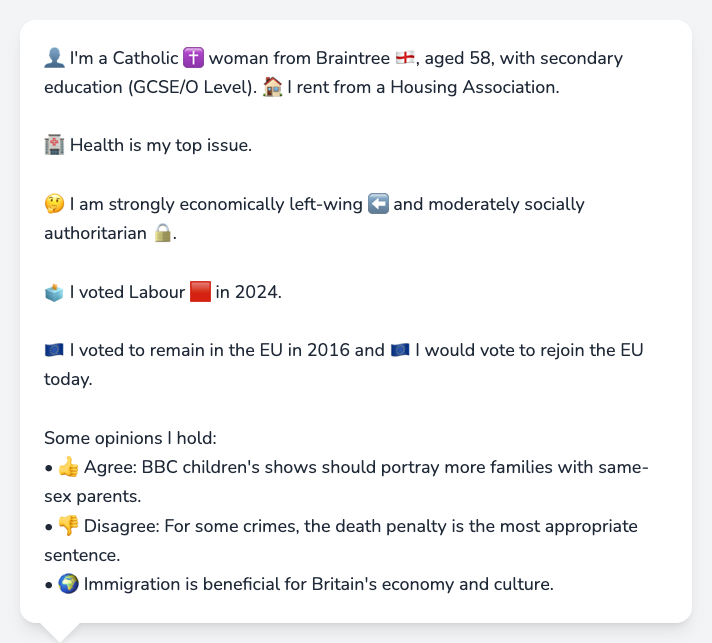 👤 I'm a Catholic ✝️ woman from Braintree 🏴󠁧󠁢󠁥󠁮󠁧󠁿, aged 58, with secondary
education (GCSE/O Level). 🏠 I rent from a Housing Association.
🏥 Health is my top issue.
🤔 I am strongly economically left-wing ⬅️ and moderately socially
authoritarian 🔒.
🗳️ I voted Labour 🟥 in 2024.
🇪🇺 I voted to remain in the EU in 2016 and 🇪🇺 I would vote to rejoin the EU
today.
Some opinions I hold:
• 👍 Agree: BBC children's shows should portray more families with same-
sex parents.
• 👎 Disagree: For some crimes, the death penalty is the most appropriate
sentence.
• 🌍 Immigration is beneficial for Britain's economy and culture.